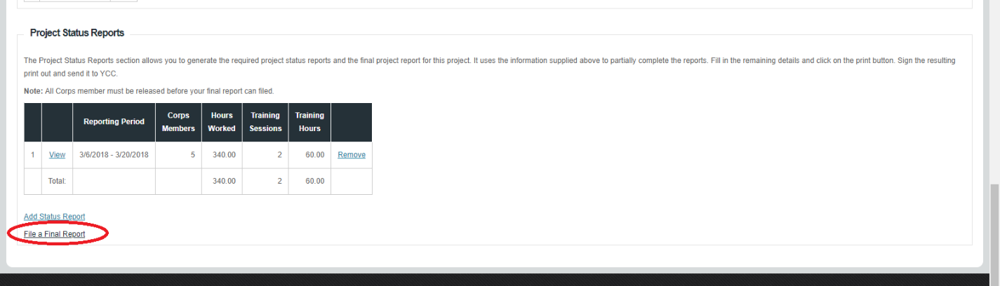 Project Status Reports
The Project Status Reports section allows you to generate the required project status reports and the final project report for this project. It uses the information supplied above to partially complete the reports. Fill in the remaining details and click on the print button. Sign the resulting
print out and send it to YCC.
Note: All Corps member must be released before your final report can filed.
Reporting Period Corps Members Hours Worked Training Sessions Training Hours
1 View 3/6/2018 - 3/20/2018 5 340.00 2 60.00 Remove
Total: 340.00 2 60.00
Add Status Report
File a Final Report